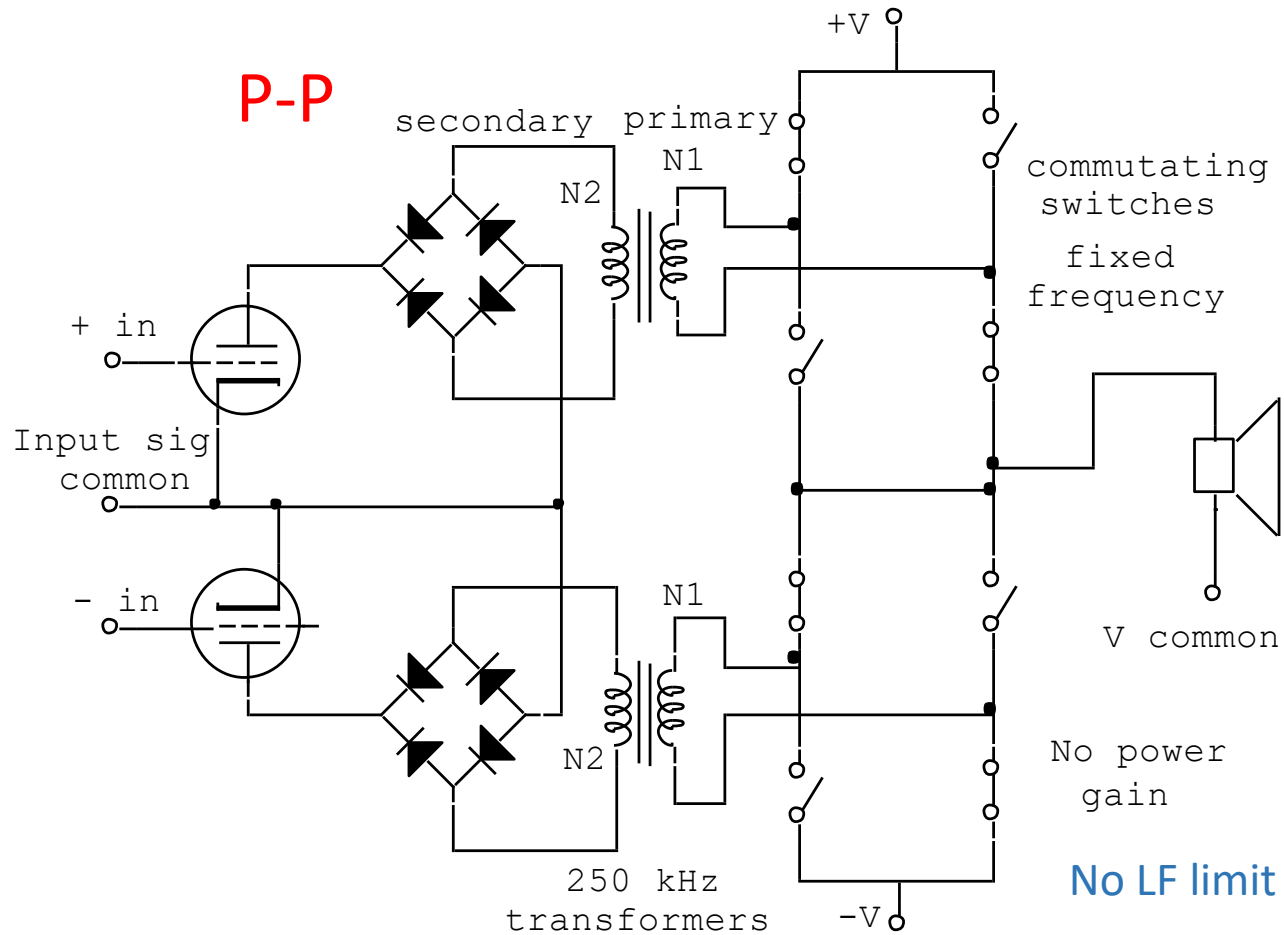 +V
P-P
secondary
primary
N1
N2
commutating
switches
fixed
frequency
+ in
Input sig
common
- in
N1
V common
N2
No power
gain
250 kHz
transformers
-V
No LF limit